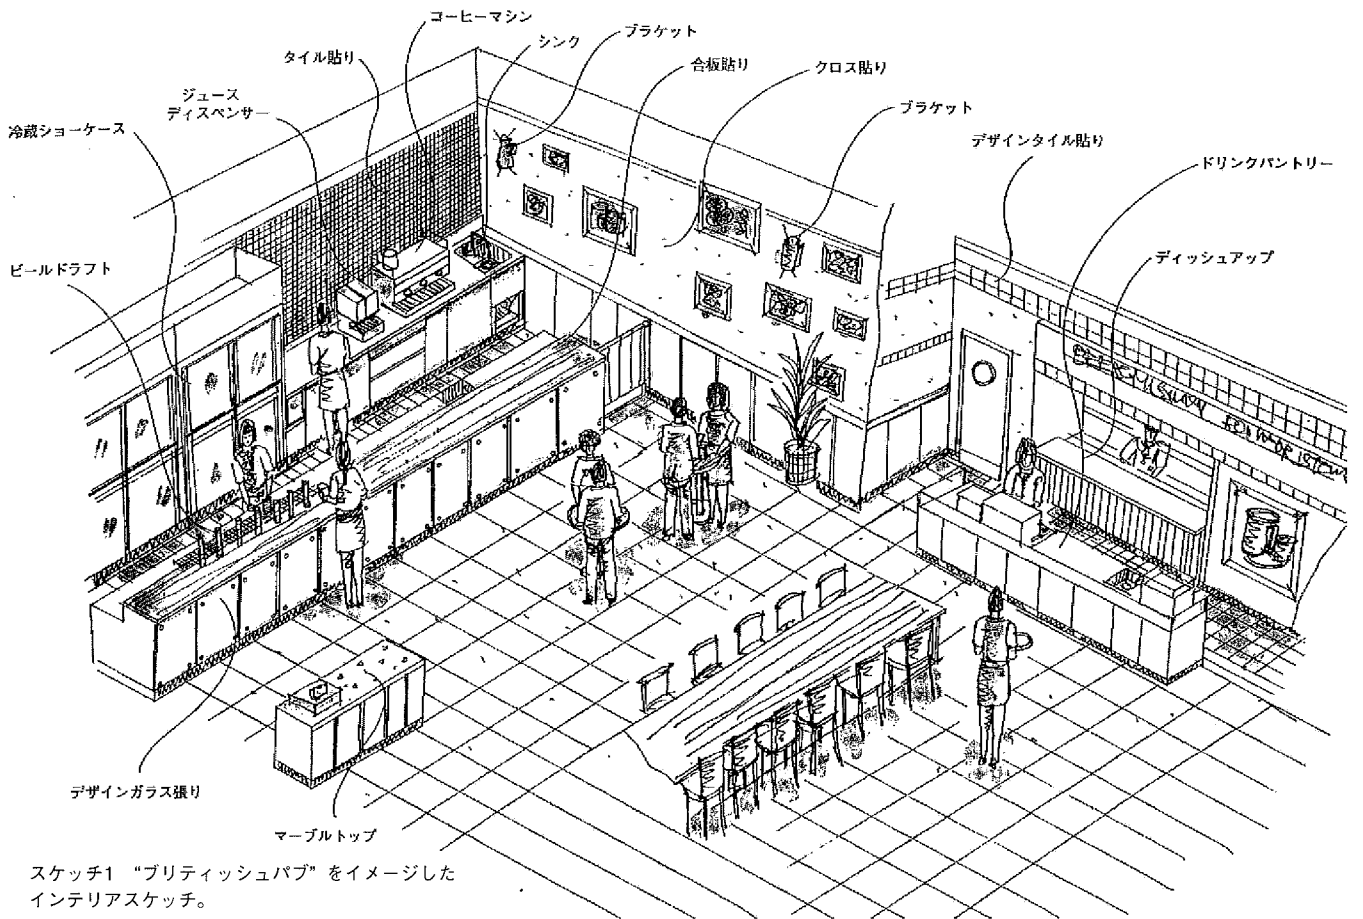 コーヒーマシン
ブラケット
シンク
タイル貼り
合板貼り
クロス貼り
ジュース
ディスペンサー
ブラケット
冷蔵ショーケース
デザインタイル貼り
ドリンクパントリー
ディッシュアップ
ビールドラフト
デザインガラス張り
マーブルトップ
スケッチ1 “ブリティッシュパブ”をイメージした
インテリアスケッチ。